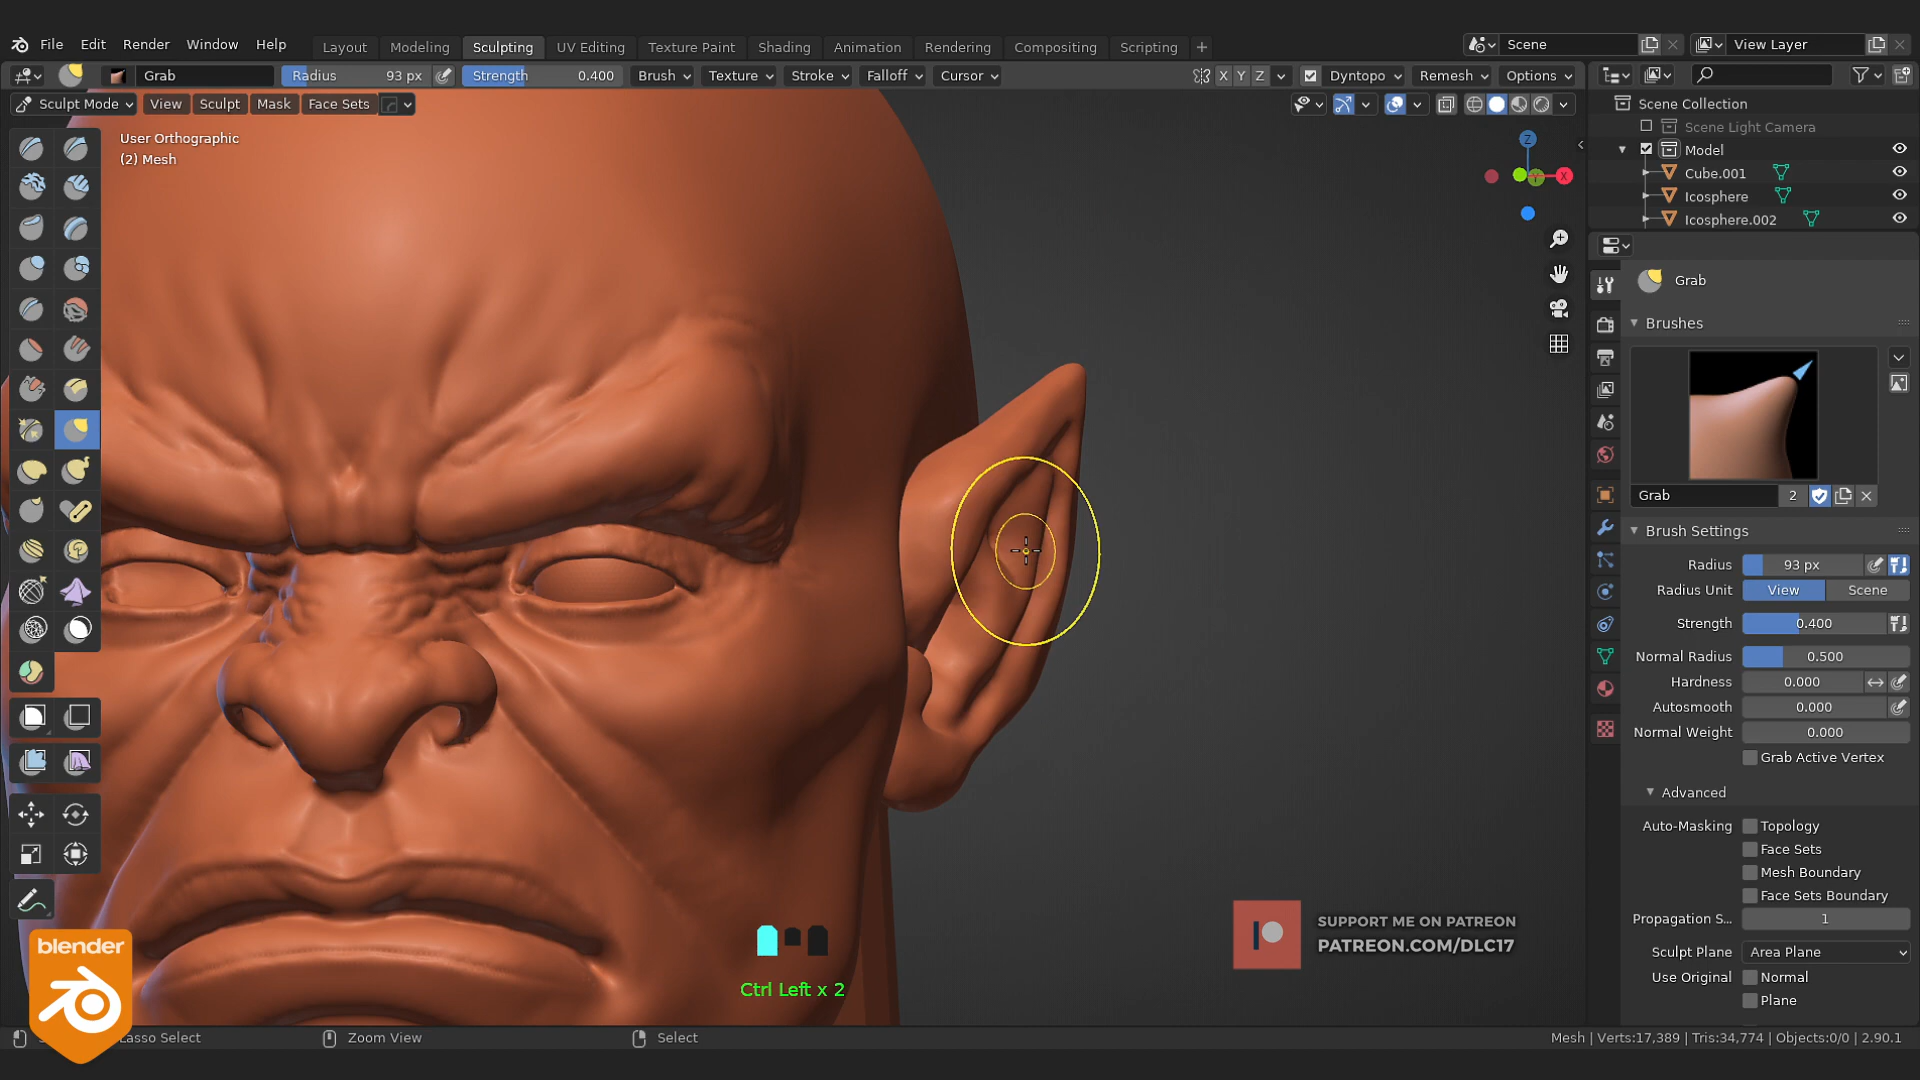 File Edit Render Window Help Layout Modeling Sculpting UV Editing Texture Paint Shading Animation Rendering Compositing Scripting + Scene View Layer
Grab Radius 93 px Strength 0.400 Brush Texture Stroke Falloff Cursor X Y Z Dyntopo Remesh Options
Sculpt Mode View Sculpt Mask Face Sets
User Orthographic
(2) Mesh
Z
X
Scene Collection
Scene Light Camera
Model
Cube.001
Icosphere
Icosphere.002
Grab
Brushes
Grab 2
Brush Settings
Radius 93 px
Radius Unit View Scene
Strength 0.400
Normal Radius 0.500
Hardness 0.000
Autosmooth 0.000
Normal Weight 0.000
Grab Active Vertex
Advanced
Auto-Masking Topology
Face Sets
Mesh Boundary
Face Sets Boundary
Propagation S... 1
Sculpt Plane Area Plane
Use Original Normal
Plane
SUPPORT ME ON PATREON
PATREON.COM/DLC17
Ctrl Left x 2
blender
Lasso Select Zoom View Select Mesh | Verts:17,389 | Tris:34,774 | Objects:0/0 | 2.90.1